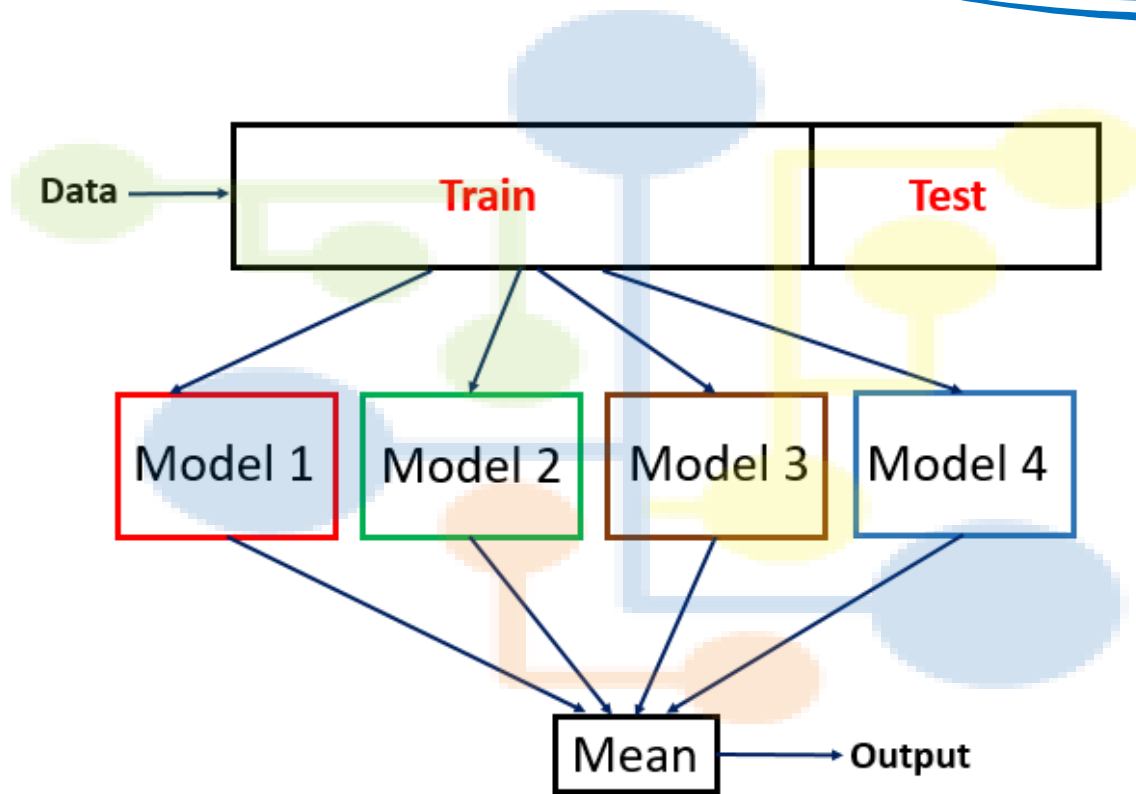 Data
Train
Test
Model 1
Model 2
Model 3
Model 4
Mean
Output